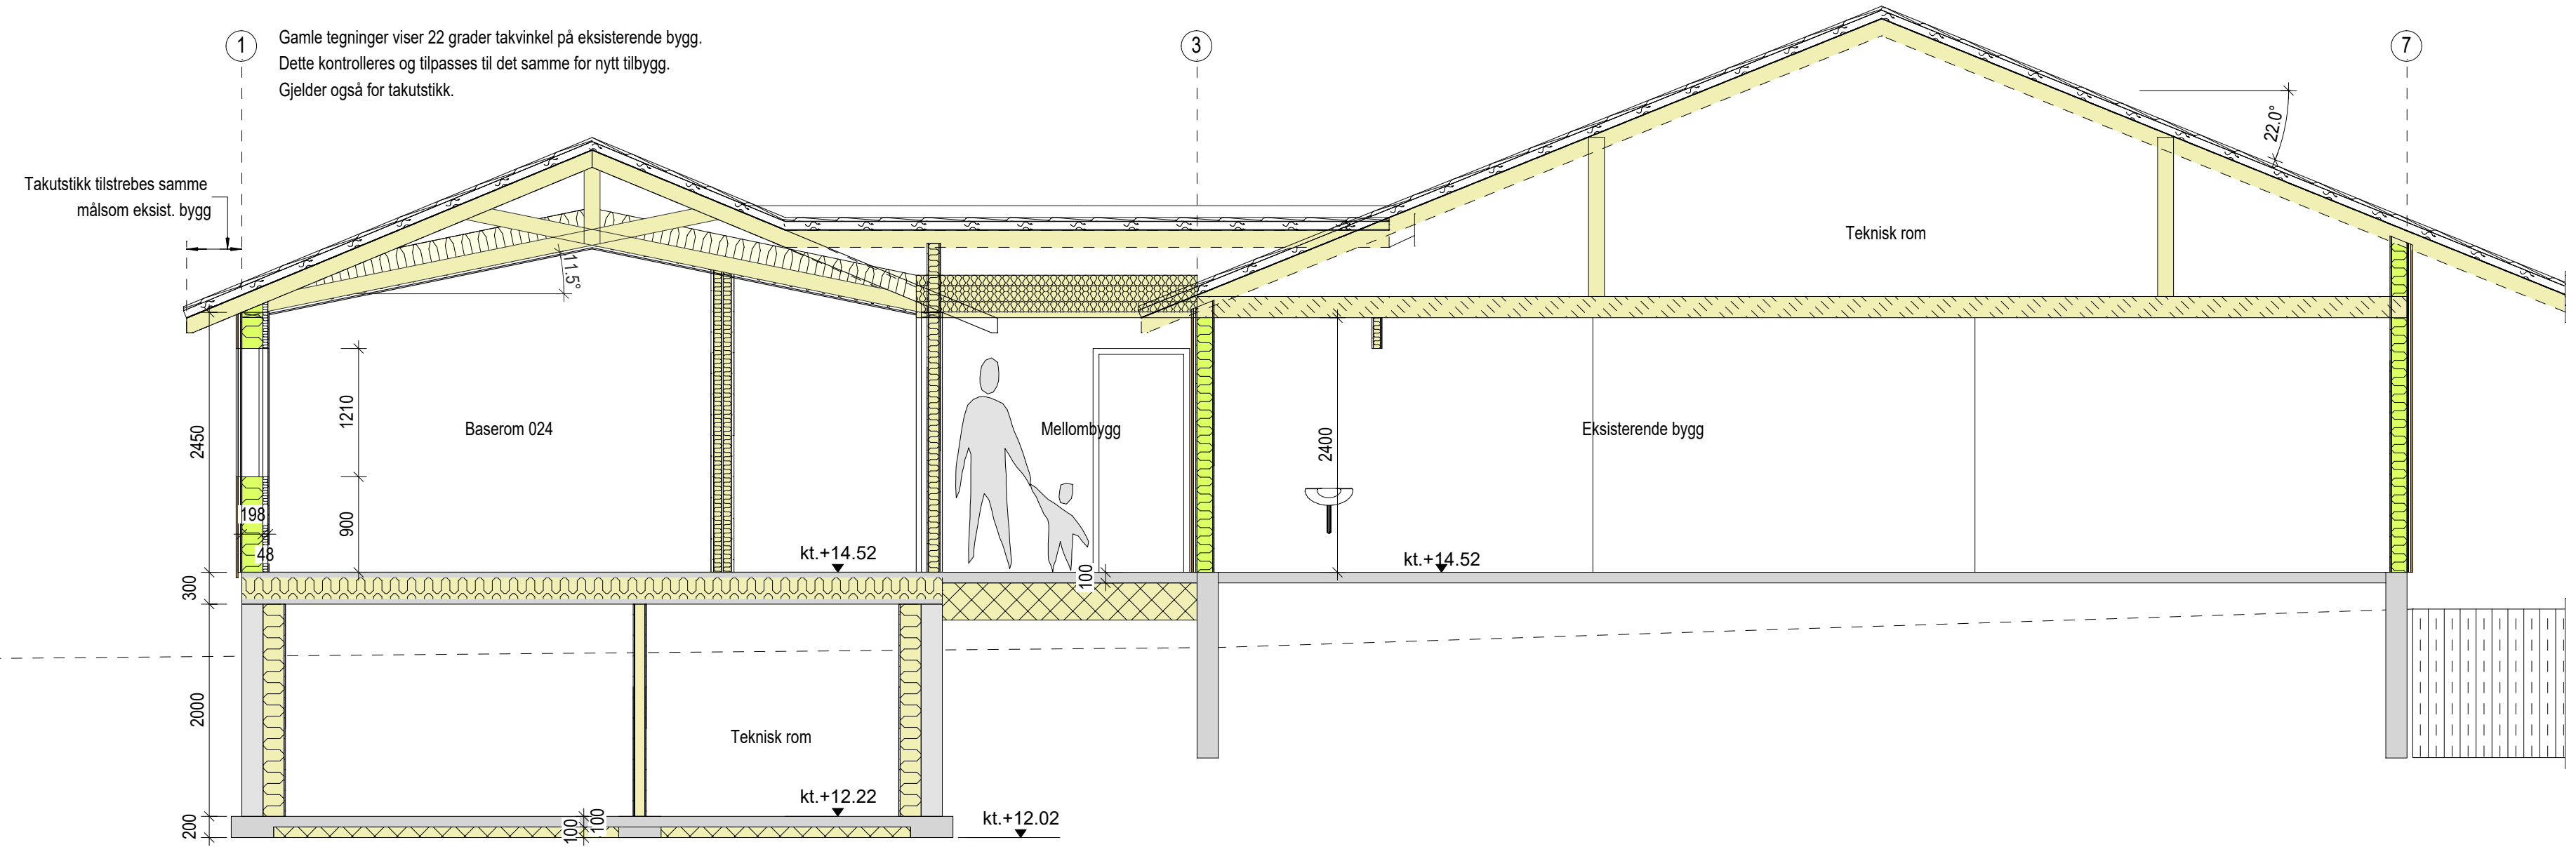 1
3
7
Gamle tegninger viser 22 grader takvinkel på eksisterende bygg.
Dette kontrolleres og tilpasses til det samme for nytt tilbygg.
Gjelder også for takutstikk.
22.0°
Takutstikk tilstrebes samme
målsom eksist. bygg
Teknisk rom
11.5°
1210
2450
Baserom 024
Mellombygg
2400
Eksisterende bygg
198
900
48
kt.+14.52
kt.+14.52
300
100
2000
Teknisk rom
kt.+12.22
kt.+12.02
200
100
100